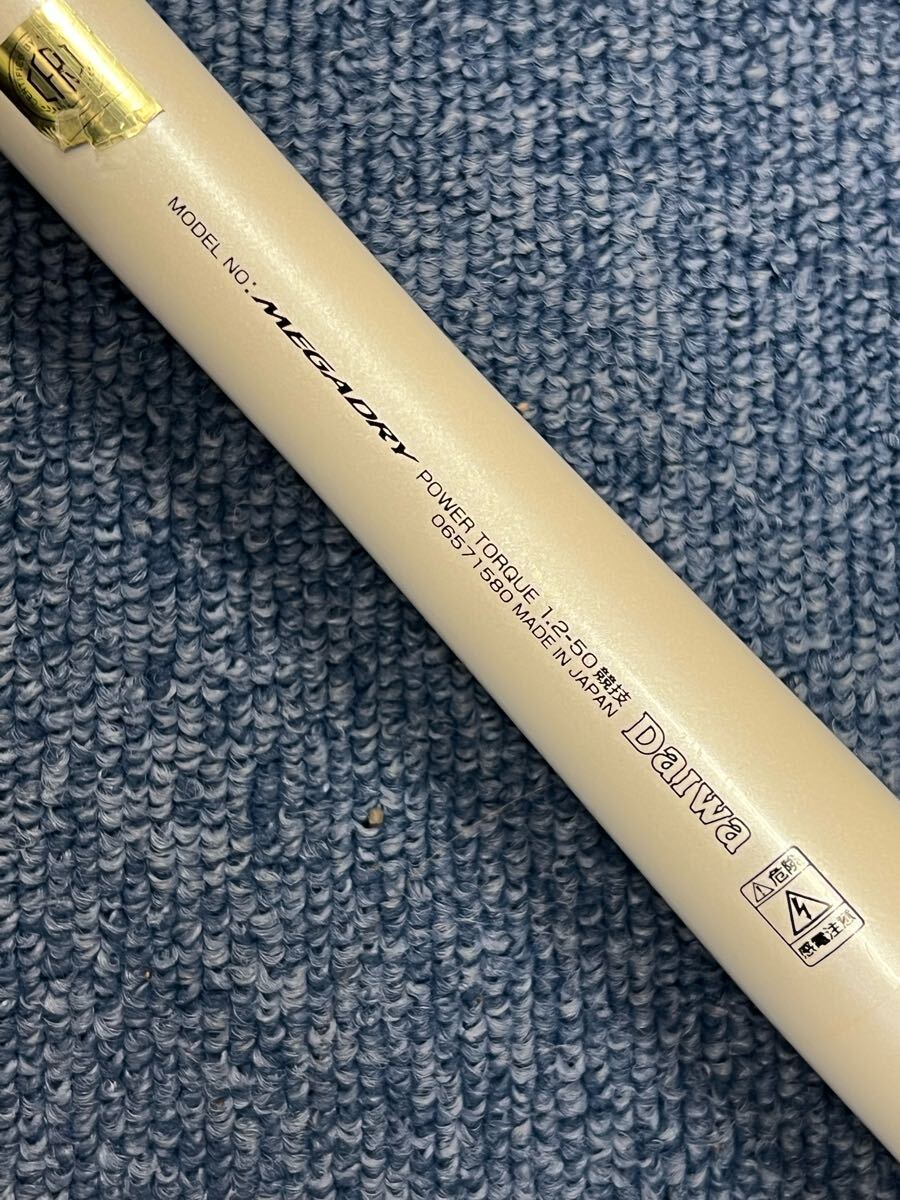 MODEL NO: MEGADRY POWER TORQUE 1.2-50 競技
06571580 MADE IN JAPAN
Daiwa
危険
感電注意